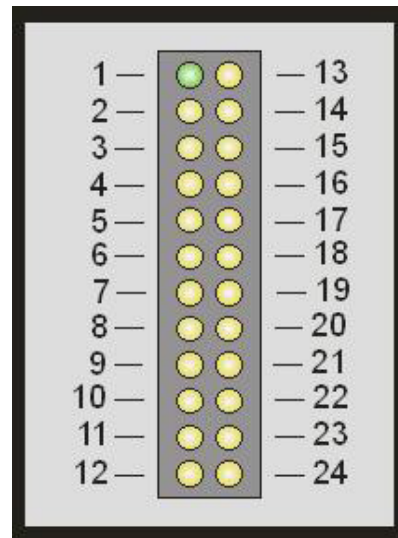 1 — — 13
2 — — 14
3 — — 15
4 — — 16
5 — — 17
6 — — 18
7 — — 19
8 — — 20
9 — — 21
10 — — 22
11 — — 23
12 — — 24